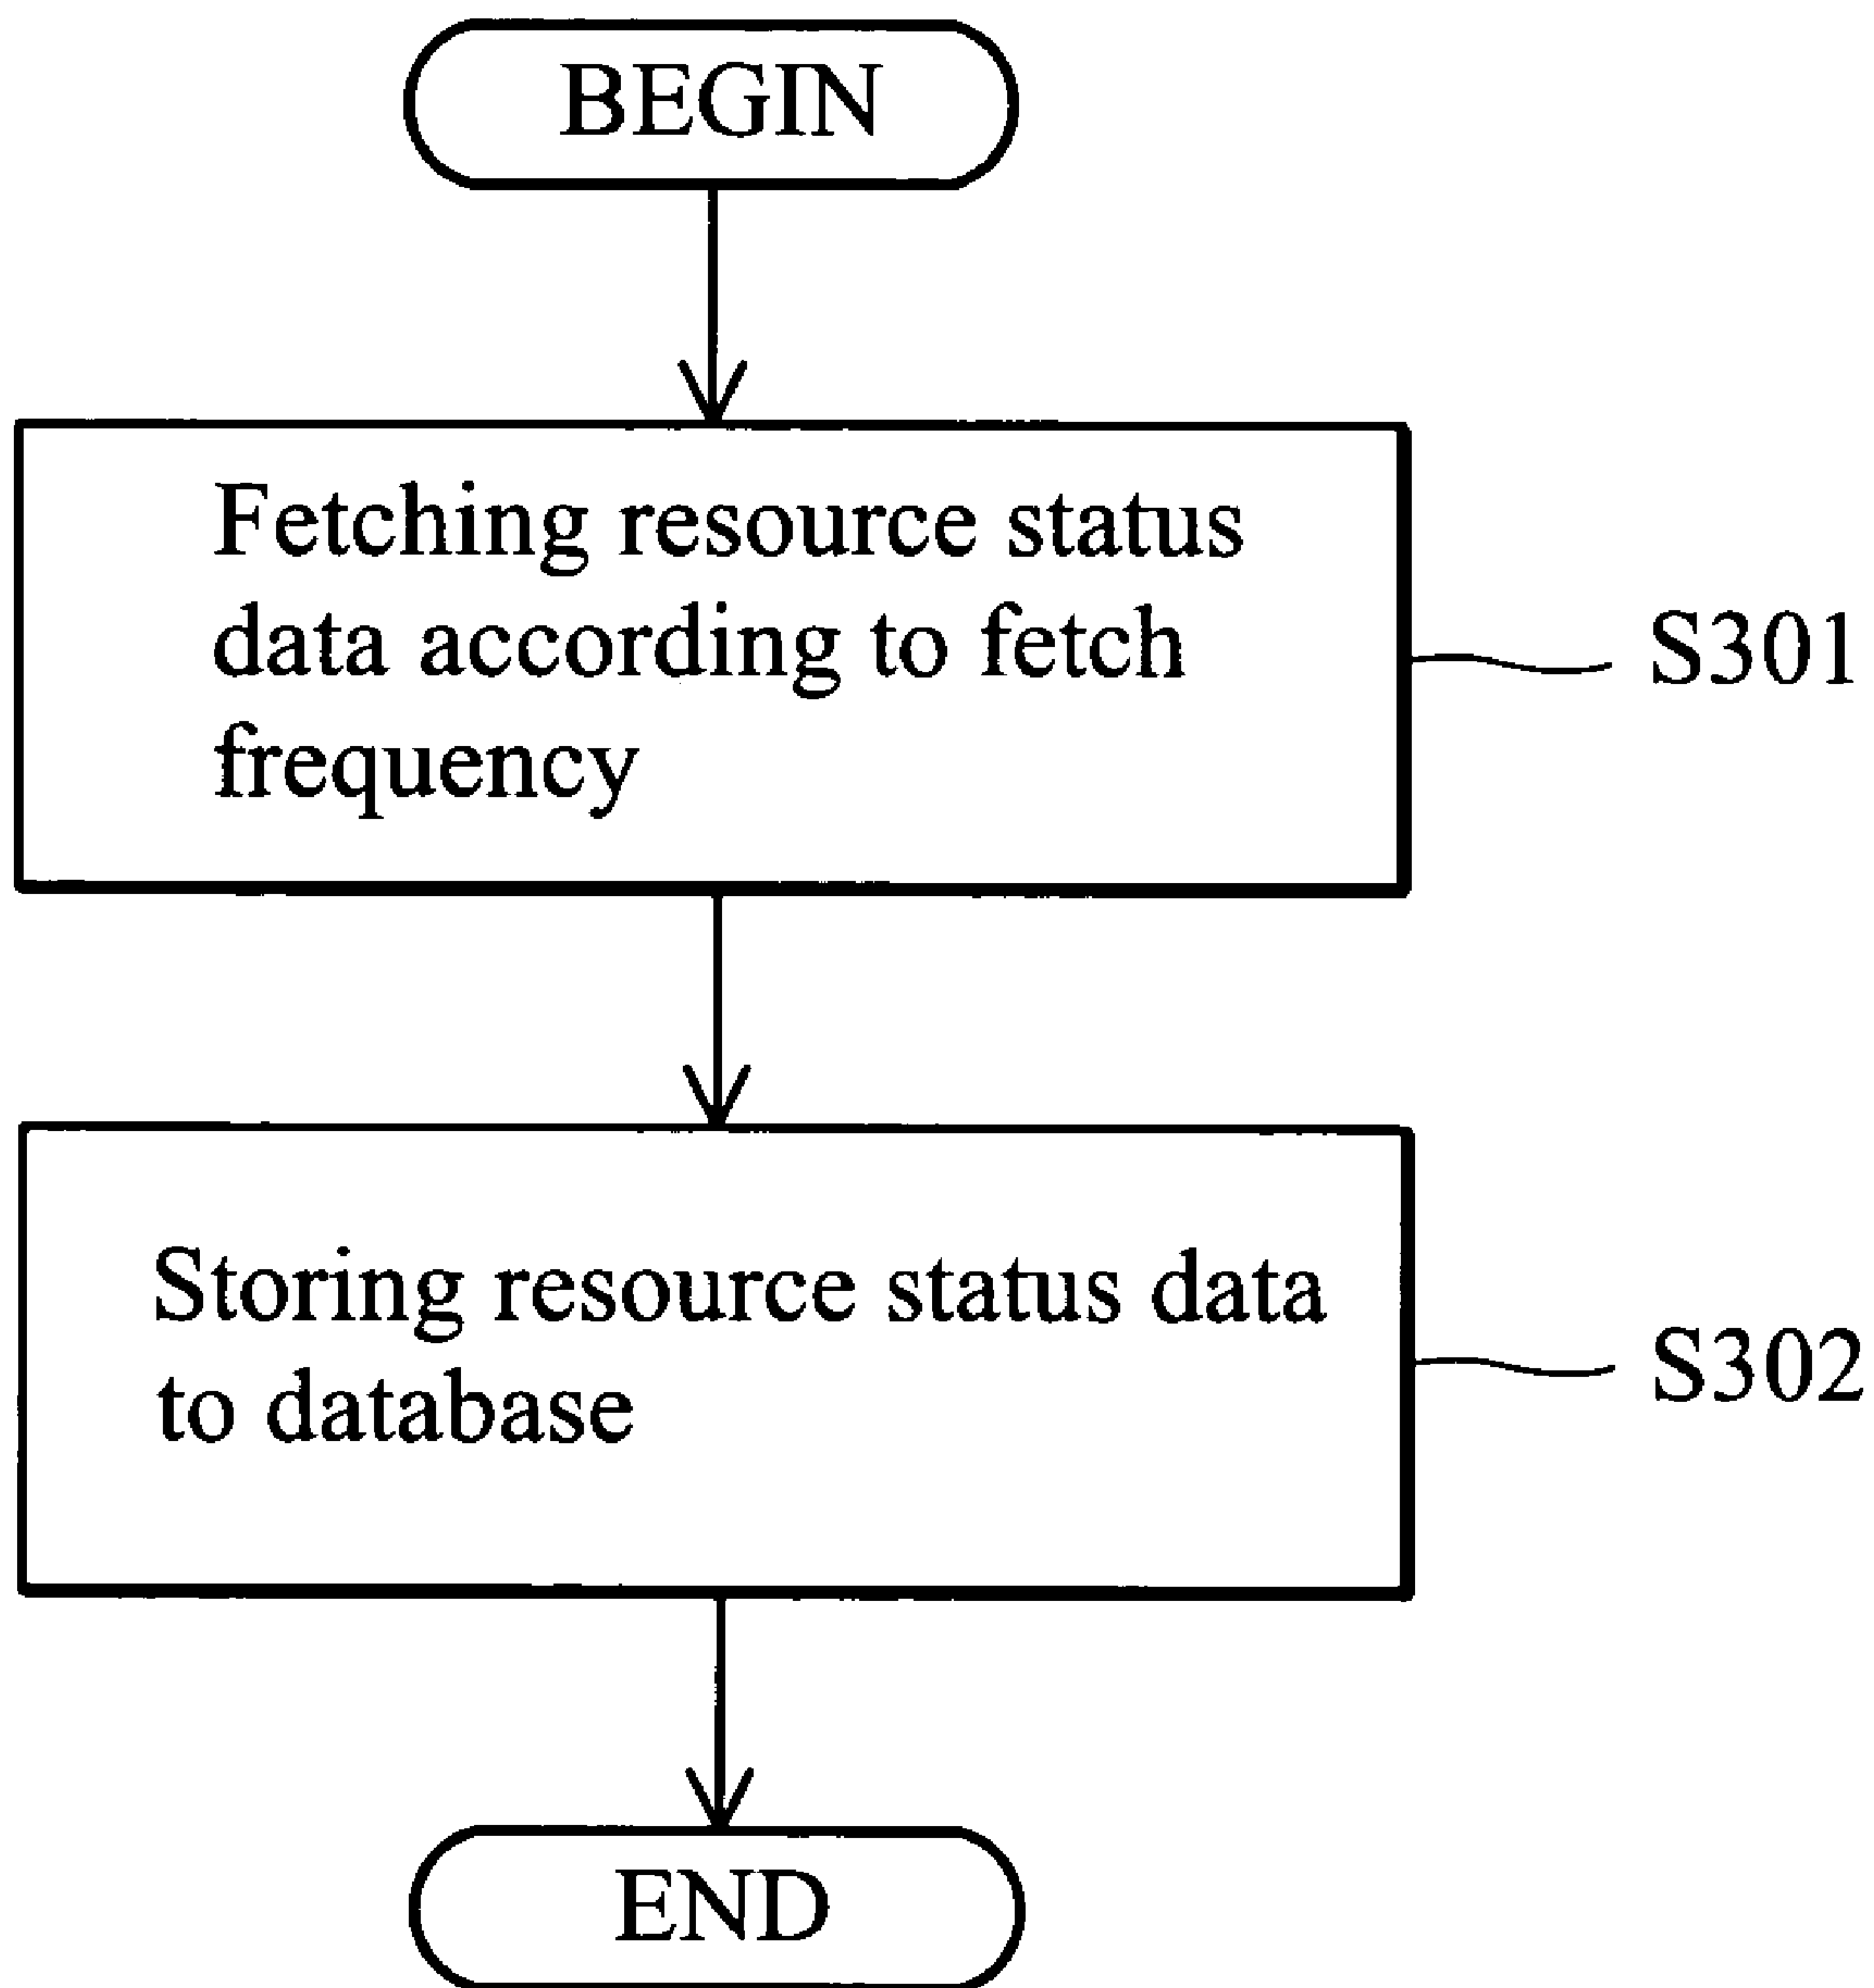 BEGIN
Fetching resource status
data according to fetch
frequency
S301
Storing resource status data
to database
S302
END